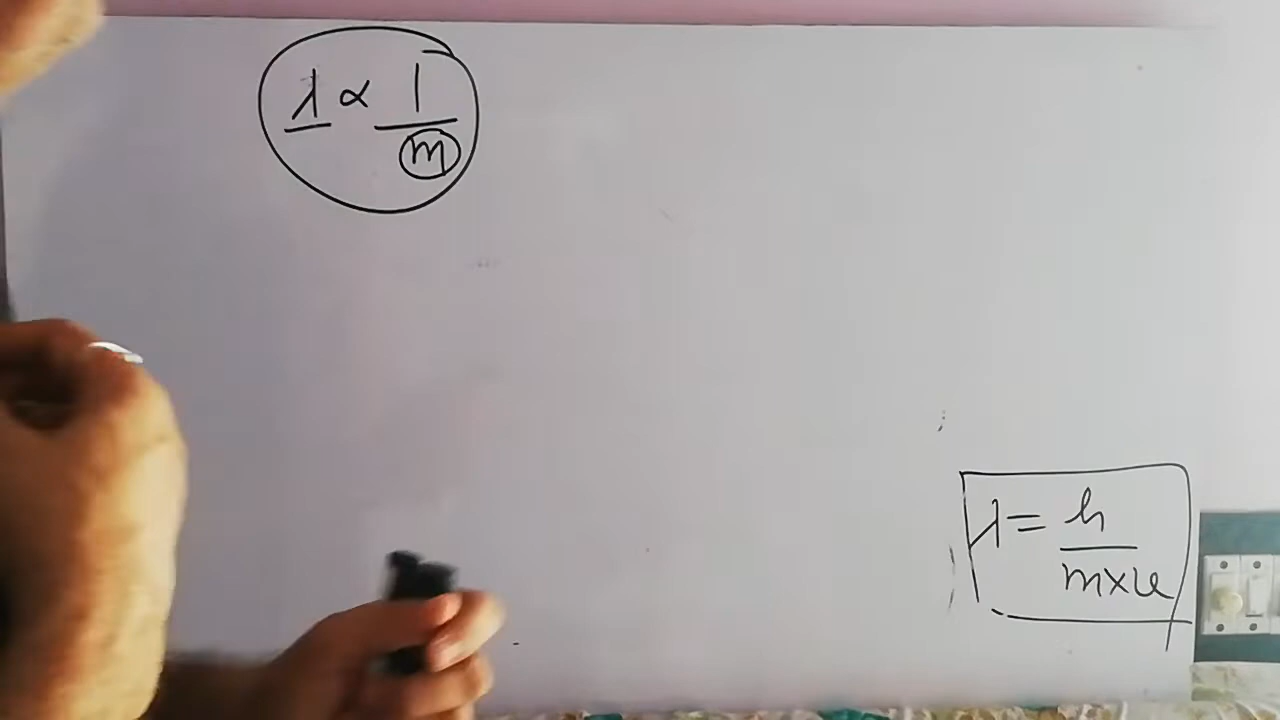 λ ∝ 1/m
λ = h/m×u